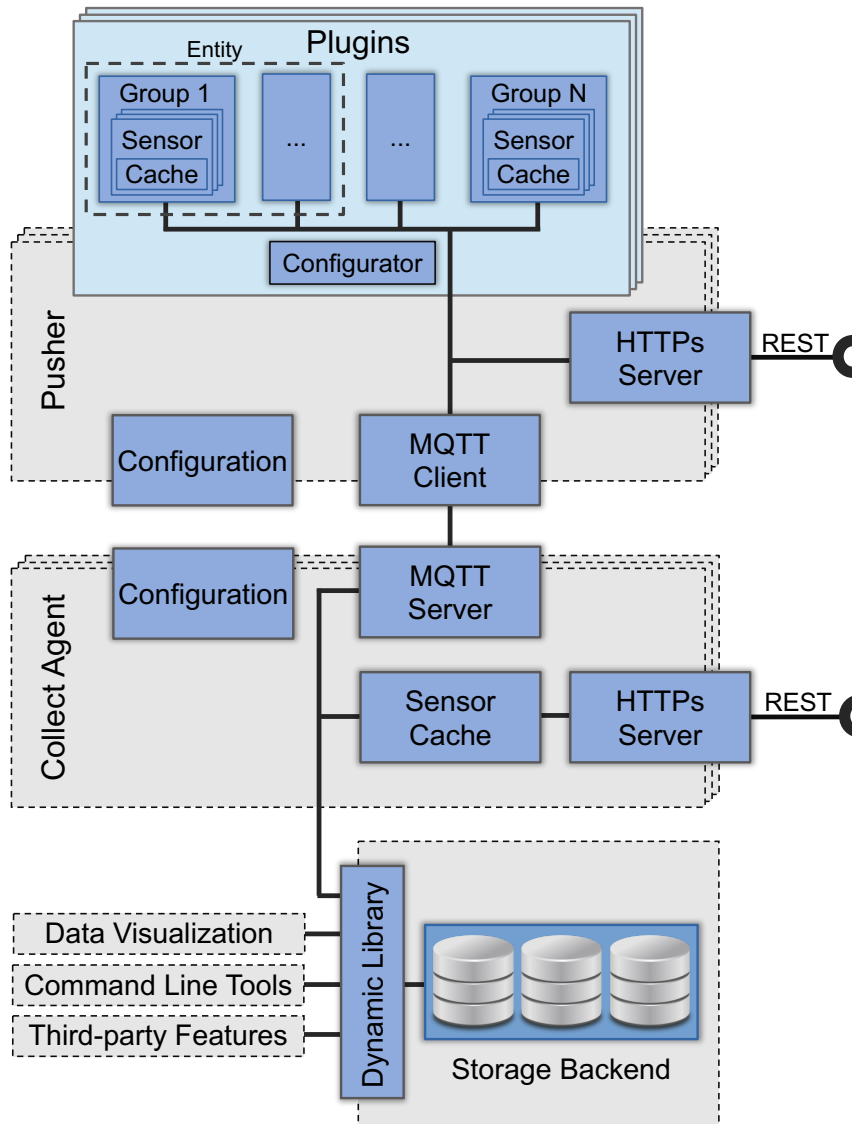 Plugins
Entity
Group 1
Sensor
Cache
...
...
Group N
Sensor
Cache
Configurator
Pusher
HTTPs
Server
REST
Configuration
MQTT
Client
Collect Agent
Configuration
MQTT
Server
Sensor
Cache
HTTPs
Server
REST
Dynamic Library
Data Visualization
Command Line Tools
Third-party Features
Storage Backend